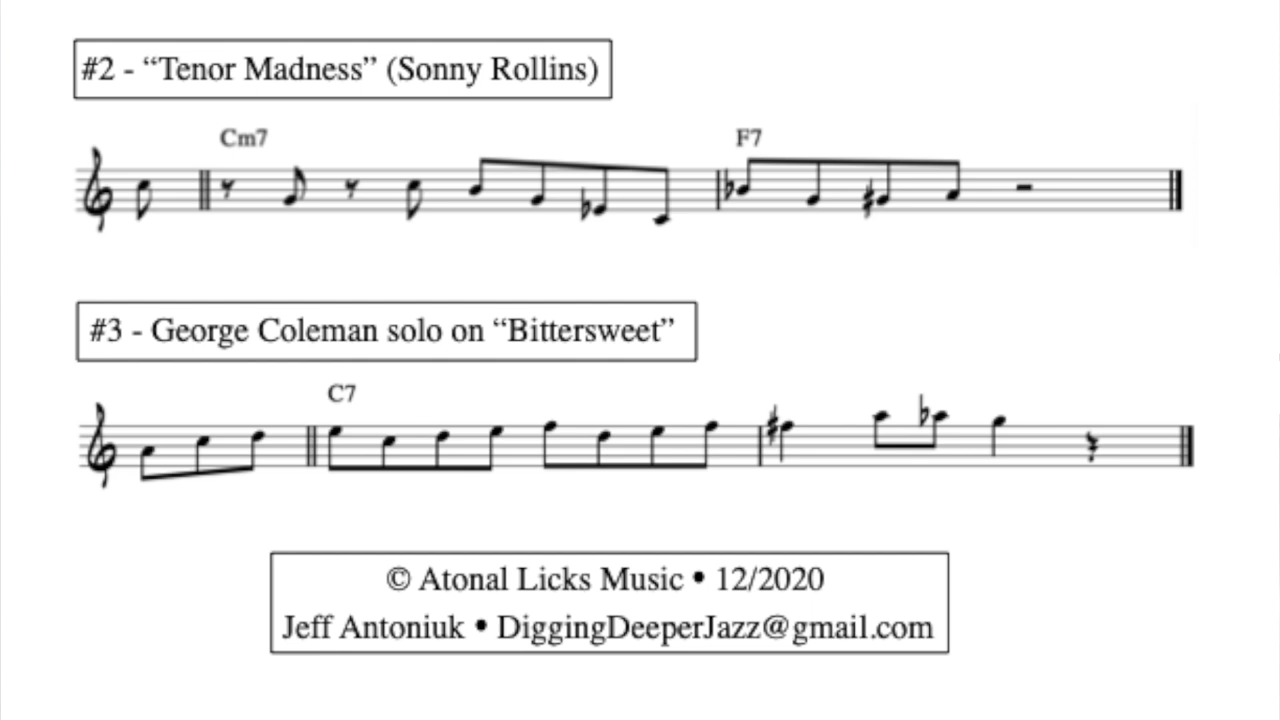 #2 - “Tenor Madness” (Sonny Rollins)
Cm7 F7
#3 - George Coleman solo on “Bittersweet”
C7
© Atonal Licks Music • 12/2020
Jeff Antoniuk • DiggingDeeperJazz@gmail.com